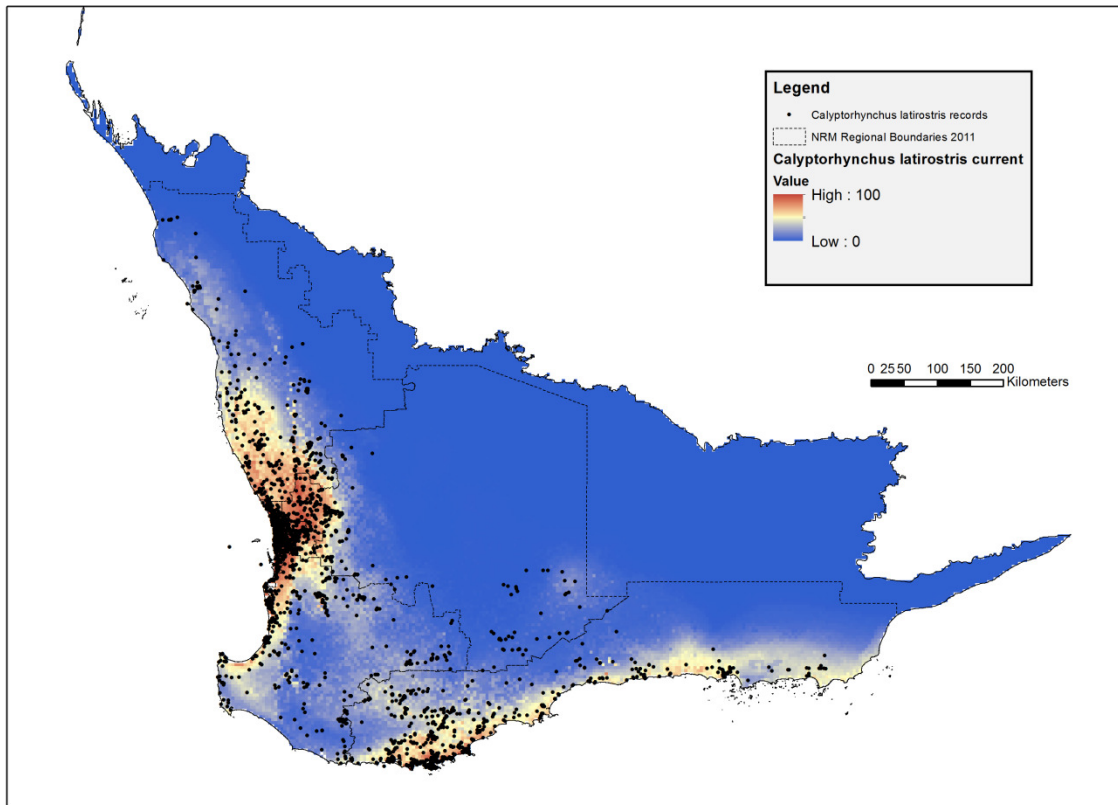 Legend
Calyptorhynchus latirostris records
NRM Regional Boundaries 2011
Calyptorhynchus latirostris current
Value
High : 100
Low : 0
0 25 50 100 150 200
Kilometers